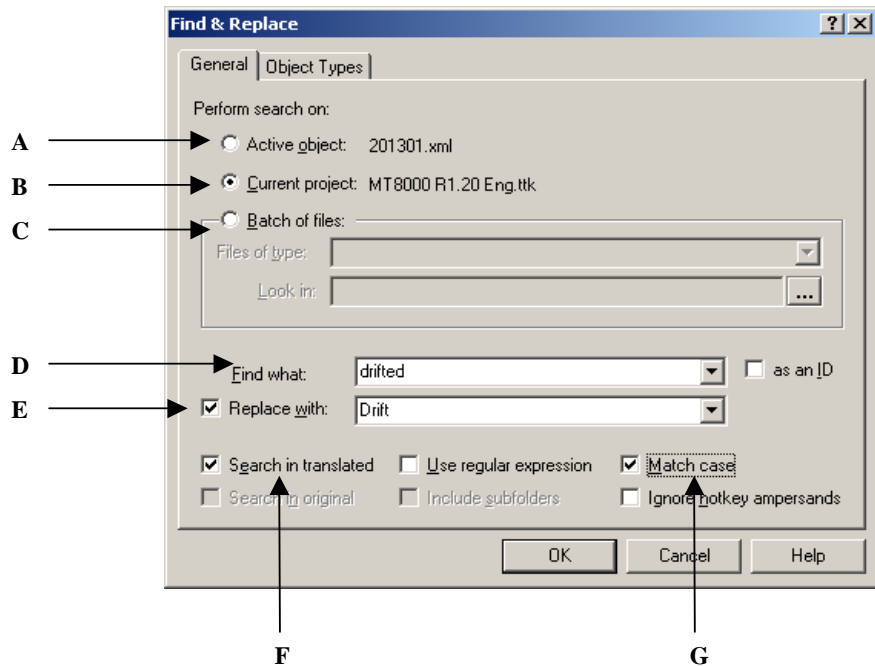 Find & Replace
General Object Types
Perform search on:
A Active object: 201301.xml
B Current project: MT8000 R1.20 Eng.ttk
C Batch of files:
Files of type:
Look in: ...
D Find what: drifted as an ID
E Replace with: Drift
Search in translated Use regular expression Match case
Search in original Include subfolders Ignore hotkey ampersands
OK Cancel Help
F G